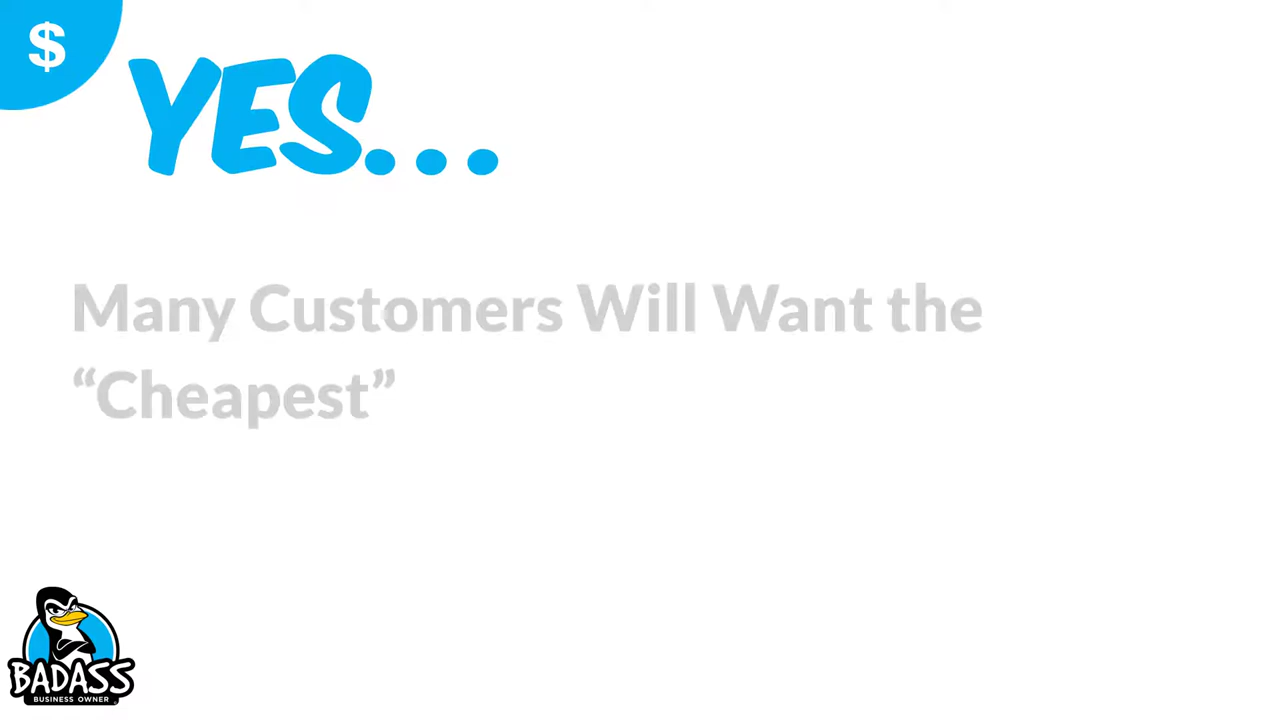 $
YES...
Many Customers Will Want the
“Cheapest”
BADASS
BUSINESS OWNER